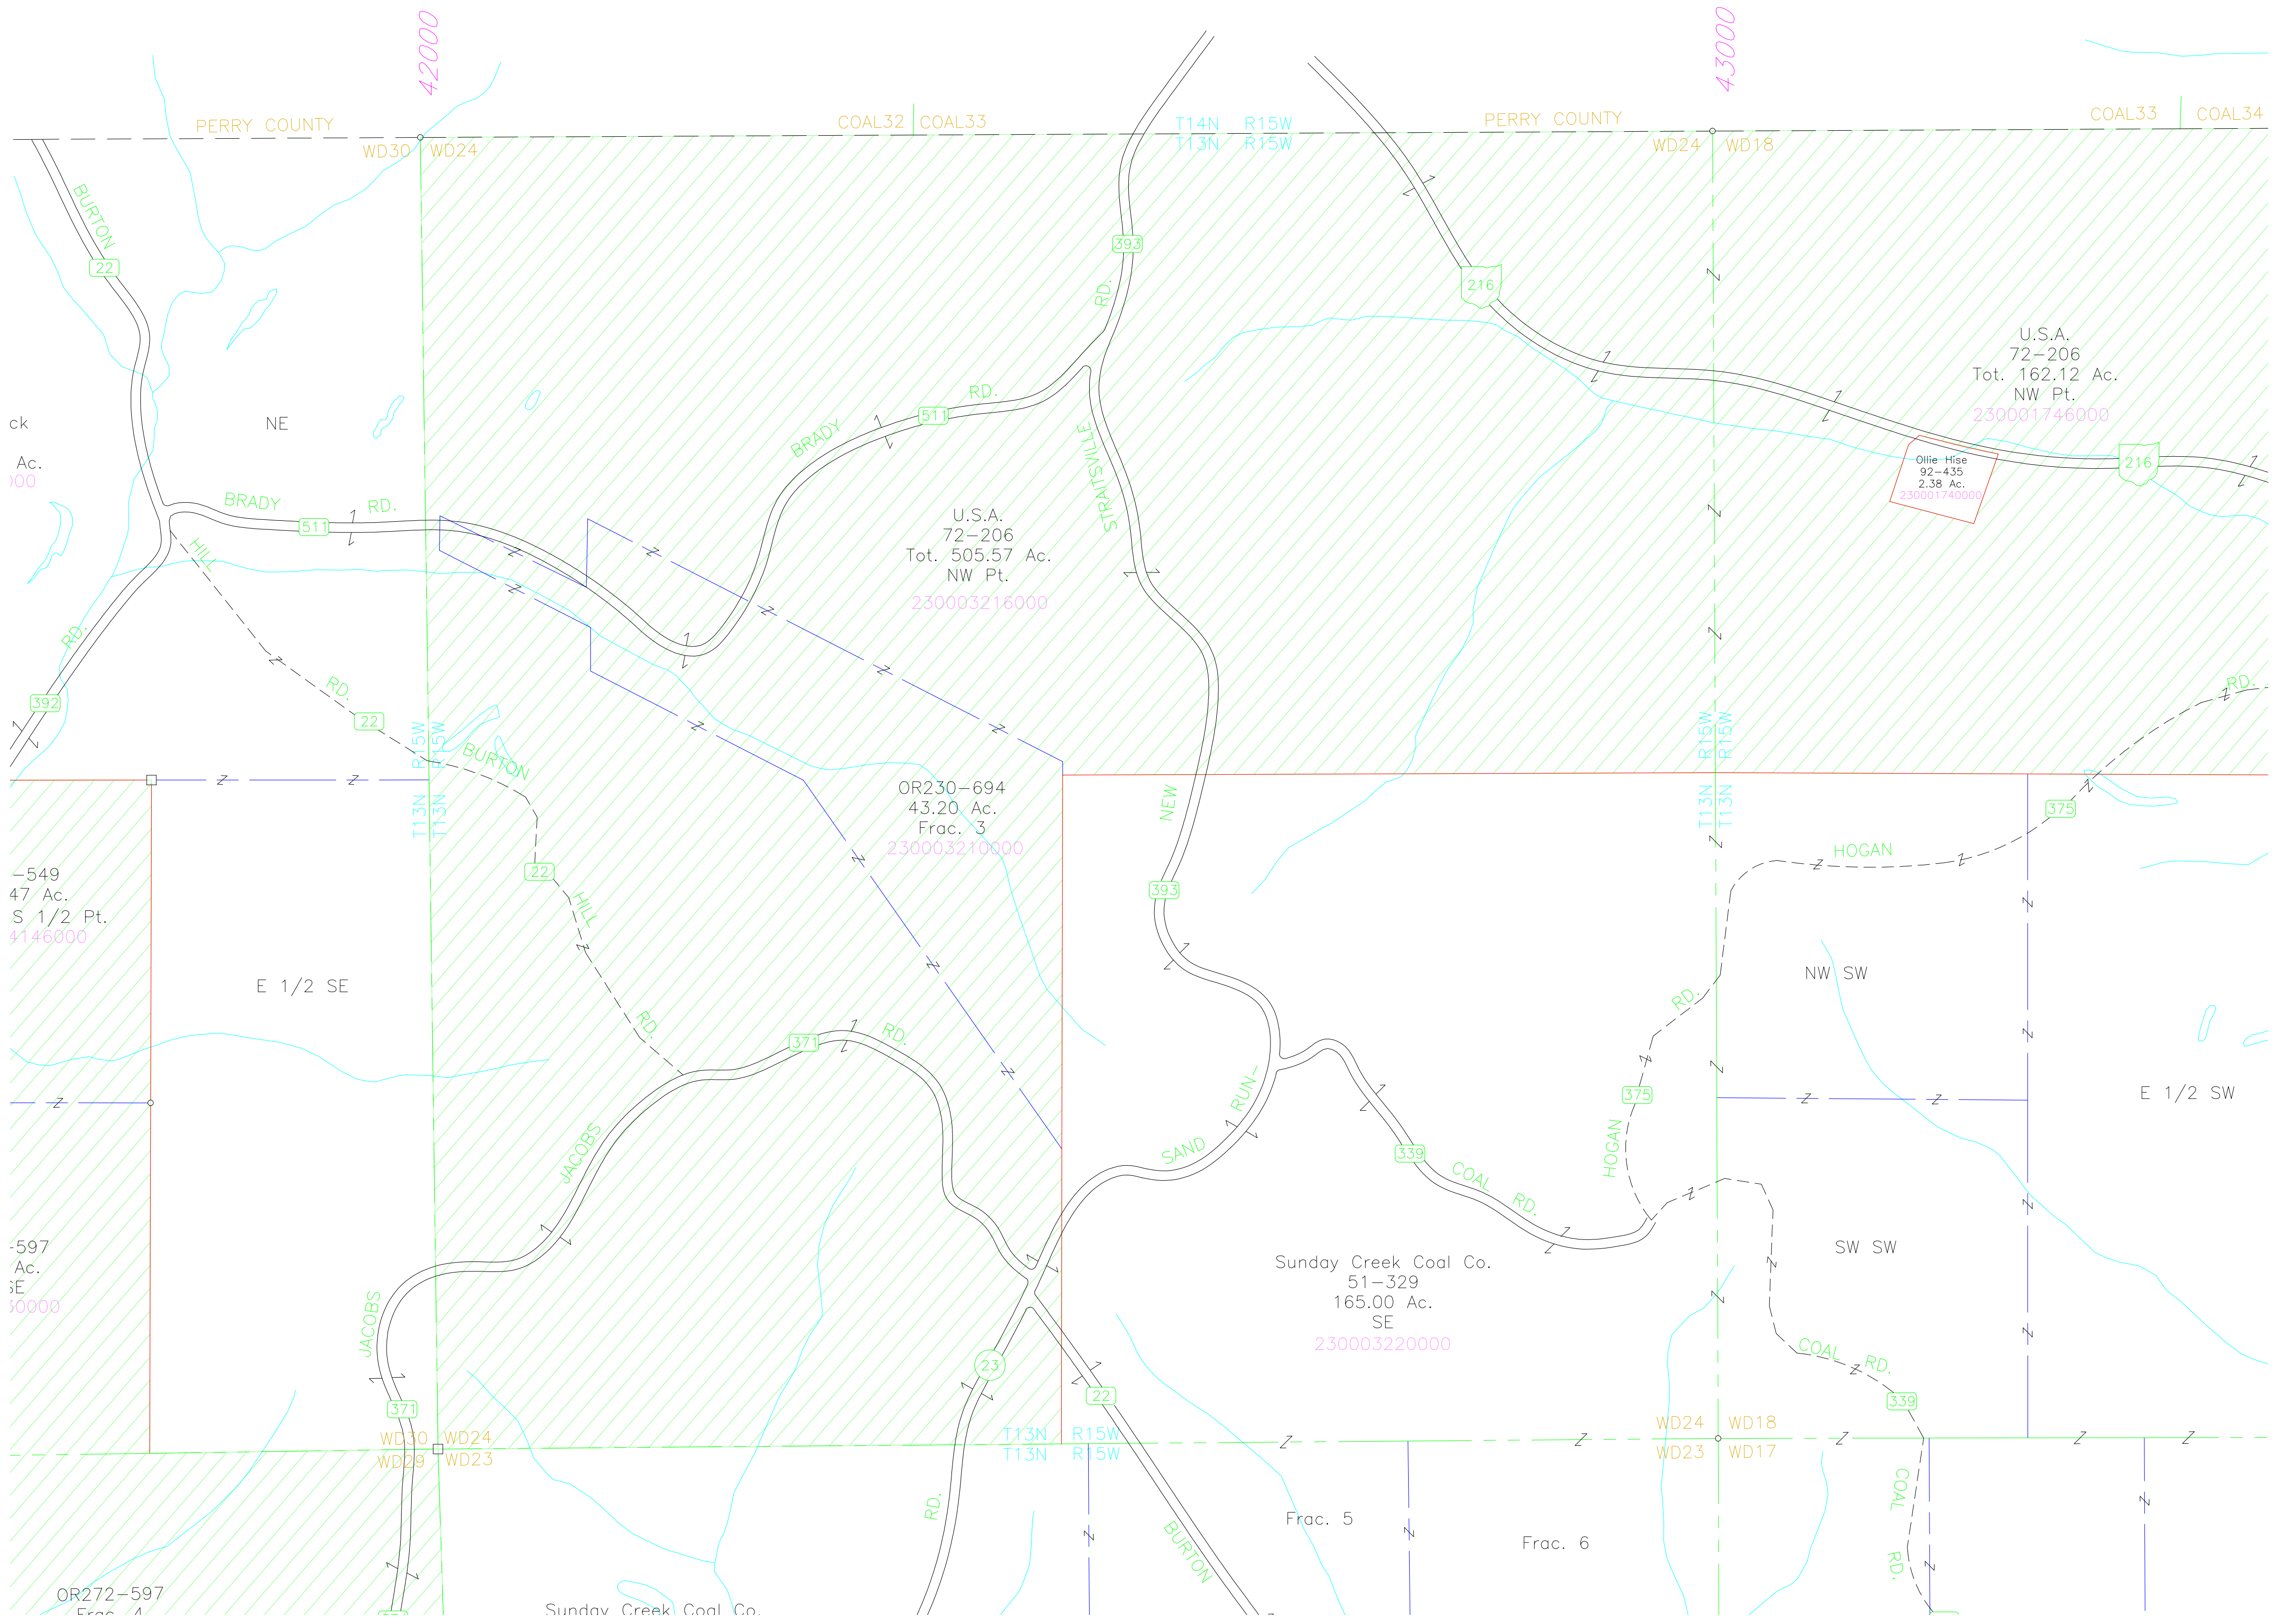 42000
43000
PERRY COUNTY
COAL32
COAL33
T14N R15W
T13N R15W
PERRY COUNTY
COAL33
COAL34
WD30
WD24
WD24
WD18
BURTON
22
393
RD.
216
U.S.A.
72-206
Tot. 162.12 Ac.
NW Pt.
230001746000
ck
Ac.
000
NE
BRADY
511
RD.
STRAITSVILLE
Ollie Hise
92-435
2.38 Ac.
230001740000
216
BRADY
511
RD.
HILL
U.S.A.
72-206
Tot. 505.57 Ac.
NW Pt.
230003216000
RD.
392
RD.
22
BURTON
T13N R15W
T13N R15W
T13N R15W
T13N R15W
RD.
375
HOGAN
OR230-694
43.20 Ac.
Frac. 3
230003210000
NEW
393
-549
47 Ac.
S 1/2 Pt.
4146000
22
HILL
RD.
E 1/2 SE
NW SW
RD.
371
RD.
RUN-
SAND
375
HOGAN
E 1/2 SW
JACOBS
339
COAL RD.
-597
Ac.
SE
0000
Sunday Creek Coal Co.
51-329
165.00 Ac.
SE
230003220000
SW SW
JACOBS
371
23
22
COAL RD.
339
WD30
WD24
WD29
WD23
T13N R15W
T13N R15W
WD24
WD18
WD23
WD17
RD.
BURTON
Frac. 5
Frac. 6
COAL
RD.
OR272-597
Frac. 4
Sunday Creek Coal Co.